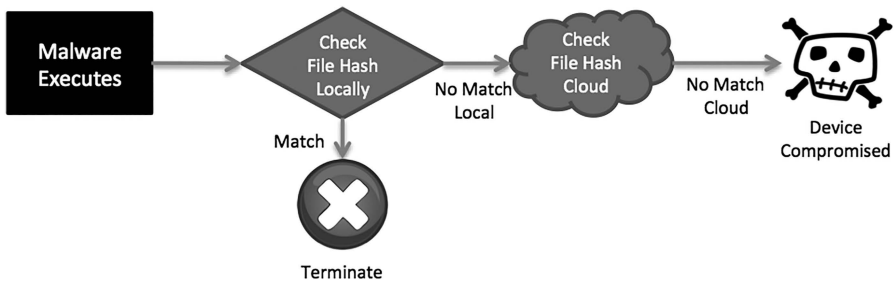 Malware
Executes
Check
File Hash
Locally
No Match
Local
Check
File Hash
Cloud
No Match
Cloud
Device
Compromised
Match
Terminate